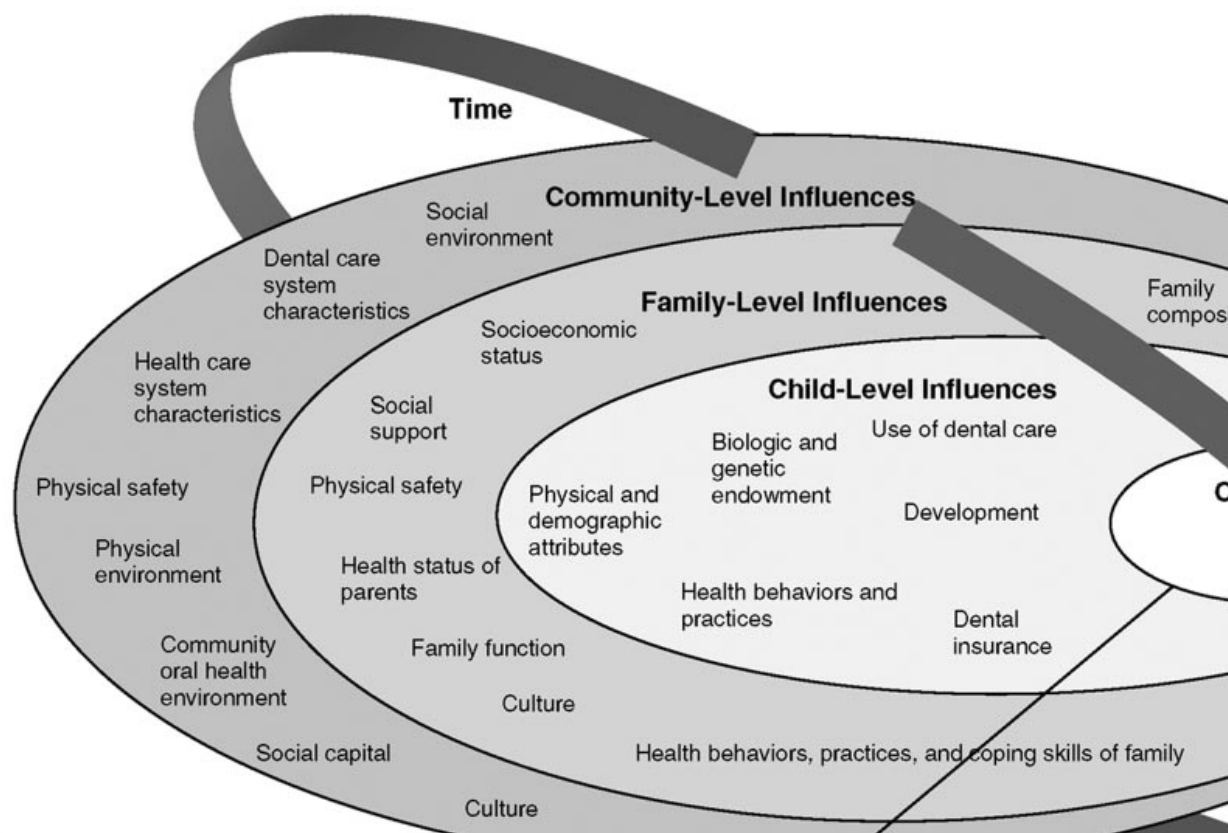 Time
Community-Level Influences
Social
environment
Dental care
system
characteristics
Health care
system
characteristics
Physical safety
Physical
environment
Community
oral health
environment
Social capital
Culture
Family-Level Influences
Family
Socioeconomic
status
Social
support
Physical safety
Health status of
parents
Family function
Culture
Health behaviors, practices, and coping skills of family
Child-Level Influences
Use of dental care
Biologic and
genetic
endowment
Physical and
demographic
attributes
Development
Health behaviors and
practices
Dental
insurance